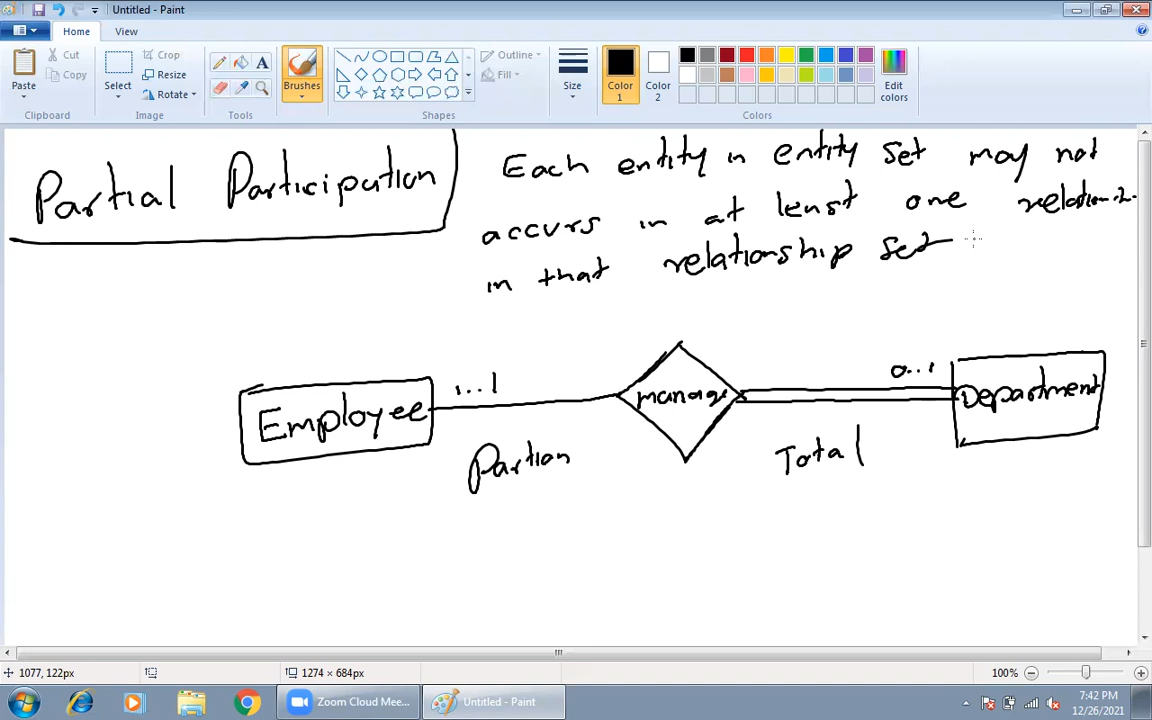 Untitled - Paint
Home View
Cut
Copy
Paste
Clipboard
Select
Crop
Resize
Rotate
Image
Tools
Brushes
Outline
Fill
Shapes
Size
Color 1
Color 2
Edit colors
Colors
Partial Participation
Each entity in entity set may not
accurs in at least one
in that relationship set
Employee
1...1
manage
0...1
Department
Partion
Total
1077, 122px
1274 × 684px
100%
Zoom Cloud Mee...
Untitled - Paint
7:42 PM
12/26/2021